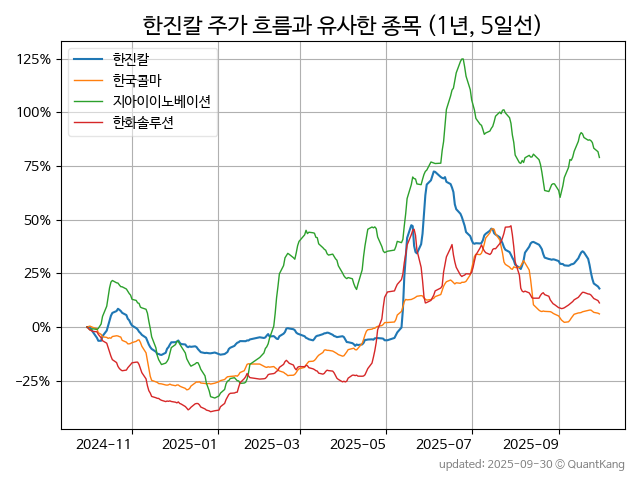 한진칼 주가 흐름과 유사한 종목 (1년, 5일선)
한진칼
한국콜마
지아이이노베이션
한화솔루션
125%
100%
75%
50%
25%
0%
−25%
2024-11 2025-01 2025-03 2025-05 2025-07 2025-09
updated: 2025-09-30 © QuantKang